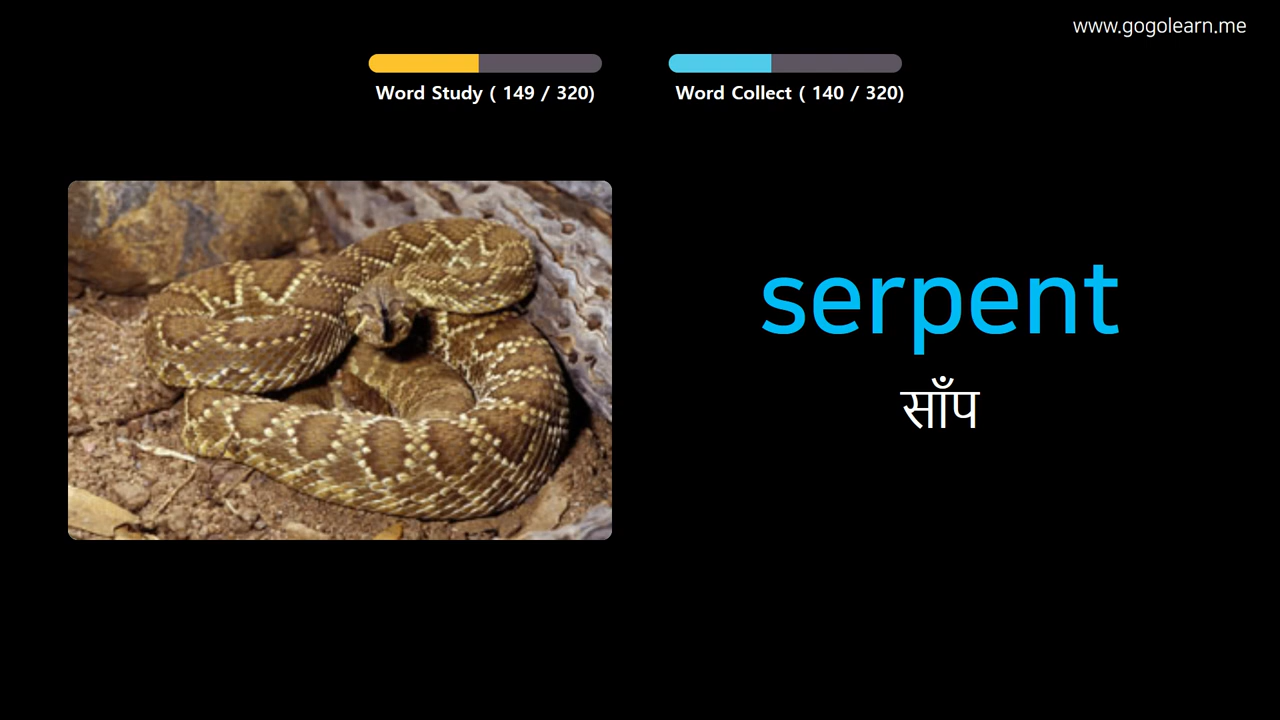 www.gogolearn.me
Word Study ( 149 / 320)
Word Collect ( 140 / 320)
serpent
साँप